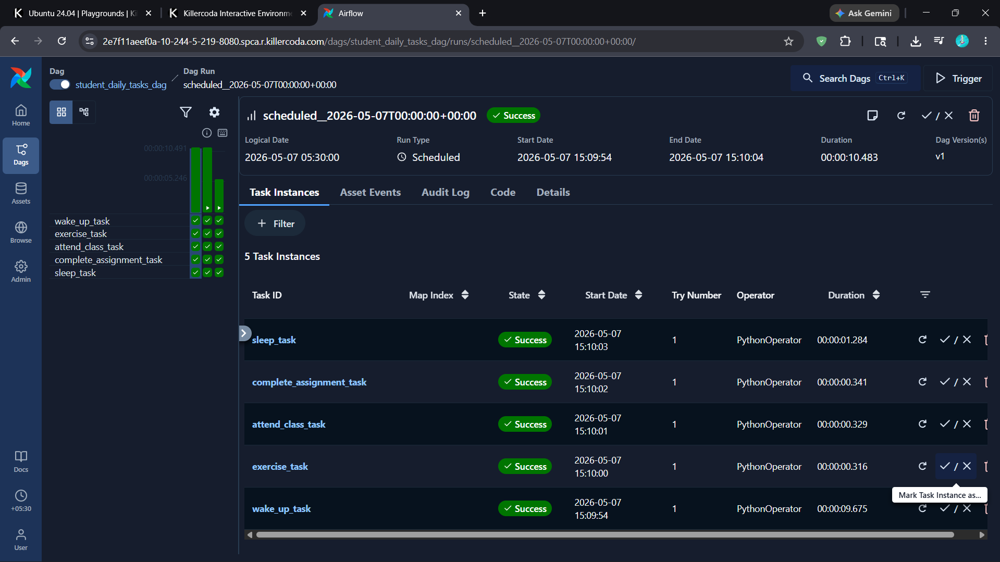 Ubuntu 24.04 | Playgrounds | Ki
Killercoda Interactive Environme
Airflow
Ask Gemini
2e7f11aeef0a-10-244-5-219-8080.spca.r.killercoda.com/dags/student_daily_tasks_dag/runs/scheduled__2026-05-07T00:00:00+00:00/
Home
Dags
Assets
Browse
Admin
Docs
+05:30
User
Dag
student_daily_tasks_dag
/
Dag Run
scheduled__2026-05-07T00:00:00+00:00
Search Dags Ctrl+K
Trigger
00:00:10.491
00:00:05.246
wake_up_task
exercise_task
attend_class_task
complete_assignment_task
sleep_task
scheduled__2026-05-07T00:00:00+00:00 Success
/
Logical Date Run Type Start Date End Date Duration Dag Version(s)
2026-05-07 05:30:00 Scheduled 2026-05-07 15:09:54 2026-05-07 15:10:04 00:00:10.483 v1
Task Instances Asset Events Audit Log Code Details
+ Filter
5 Task Instances
Task ID Map Index State Start Date Try Number Operator Duration
sleep_task Success 2026-05-07 15:10:03 1 PythonOperator 00:00:01.284 /
complete_assignment_task Success 2026-05-07 15:10:02 1 PythonOperator 00:00:00.341 /
attend_class_task Success 2026-05-07 15:10:01 1 PythonOperator 00:00:00.329 /
exercise_task Success 2026-05-07 15:10:00 1 PythonOperator 00:00:00.316 /
Mark Task Instance as...
wake_up_task Success 2026-05-07 15:09:54 1 PythonOperator 00:00:09.675 /